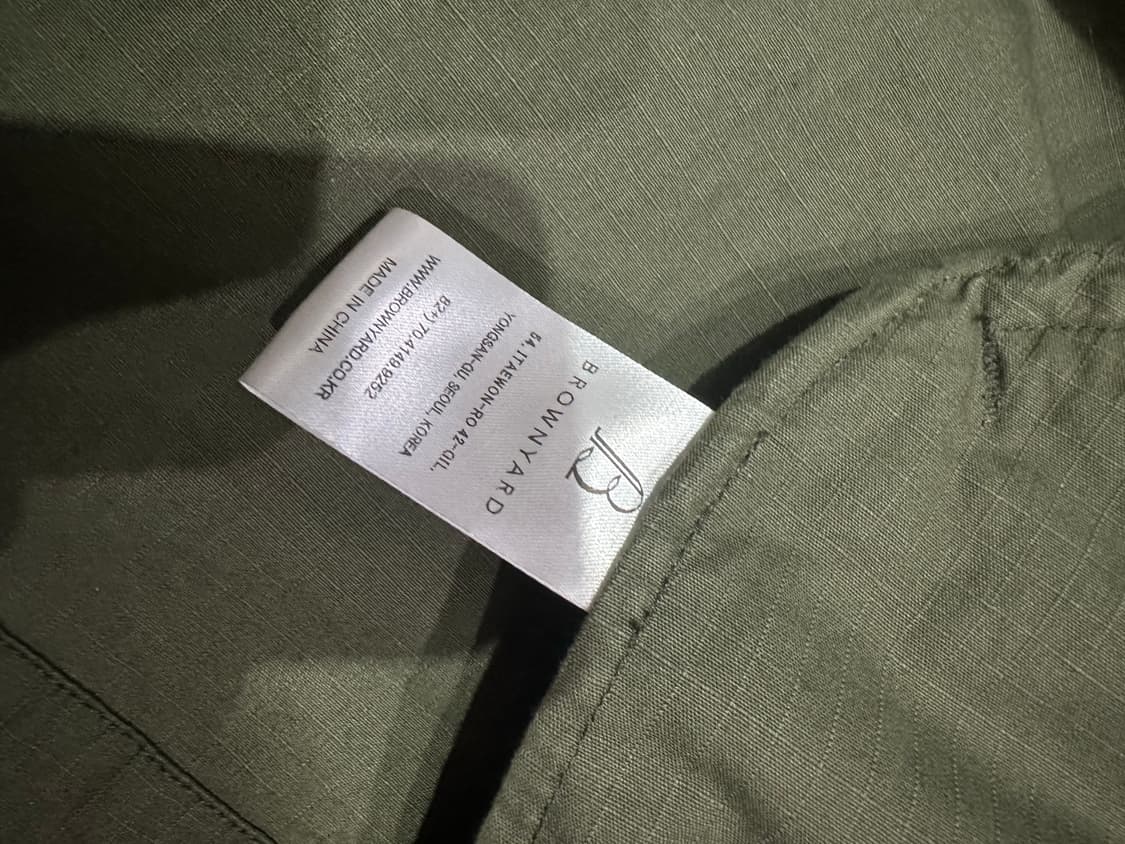 B
BROWNYARD
54, ITAEWON-RO 42-GIL,
YONGSAN-GU, SEOUL, KOREA
82+) 70.4149.9252
WWW.BROWNYARD.CO.KR
MADE IN CHINA